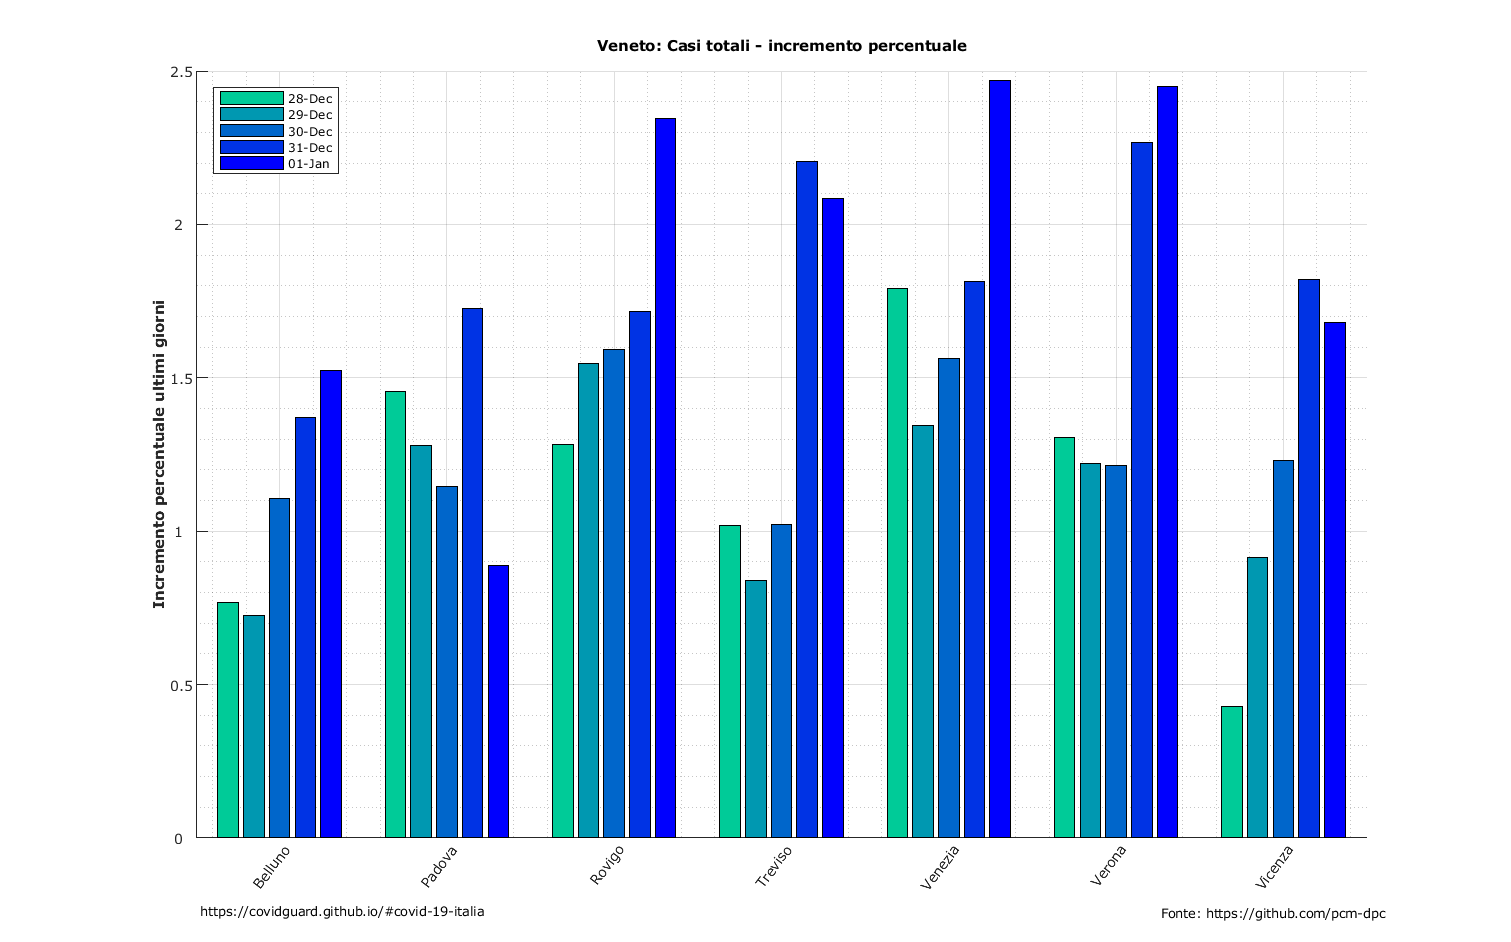 Veneto: Casi totali - incremento percentuale
Incremento percentuale ultimi giorni
2.5
2
1.5
1
0.5
0
28-Dec
29-Dec
30-Dec
31-Dec
01-Jan
Belluno
Padova
Rovigo
Treviso
Venezia
Verona
Vicenza
https://covidguard.github.io/#covid-19-italia
Fonte: https://github.com/pcm-dpc